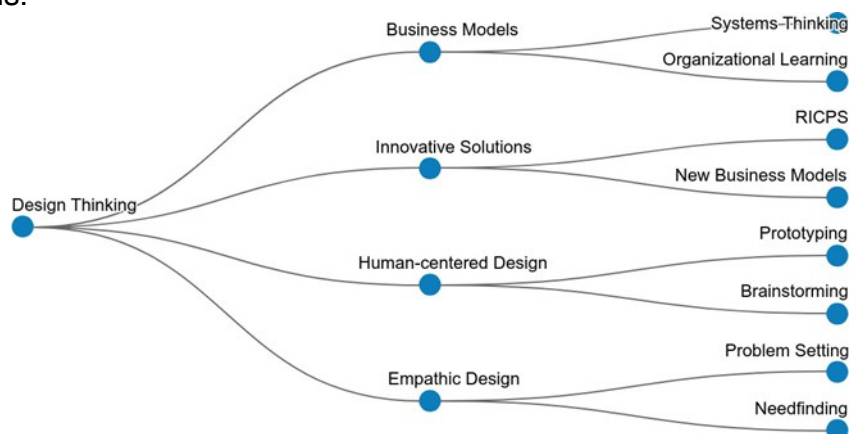 Design Thinking
Business Models
Systems Thinking
Organizational Learning
Innovative Solutions
RICPS
New Business Models
Human-centered Design
Prototyping
Brainstorming
Empathic Design
Problem Setting
Needfinding